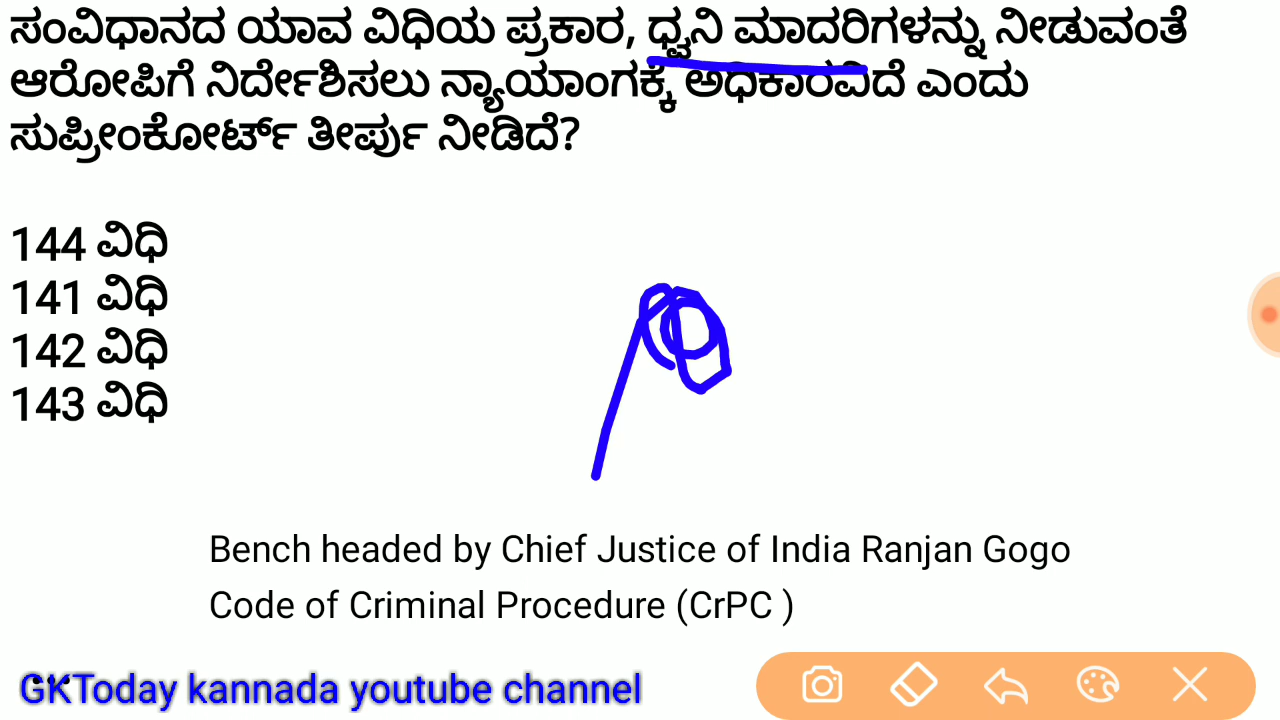 ಸಂವಿಧಾನದ ಯಾವ ವಿಧಿಯ ಪ್ರಕಾರ, ಧ್ವನಿ ಮಾದರಿಗಳನ್ನು ನೀಡುವಂತೆ
ಆರೋಪಿಗೆ ನಿರ್ದೇಶಿಸಲು ನ್ಯಾಯಾಂಗಕ್ಕೆ ಅಧಿಕಾರವಿದೆ ಎಂದು
ಸುಪ್ರೀಂಕೋರ್ಟ್ ತೀರ್ಪು ನೀಡಿದೆ?
144 ವಿಧಿ
141 ವಿಧಿ
142 ವಿಧಿ
143 ವಿಧಿ
Bench headed by Chief Justice of India Ranjan Gogo
Code of Criminal Procedure (CrPC )
GKToday kannada youtube channel